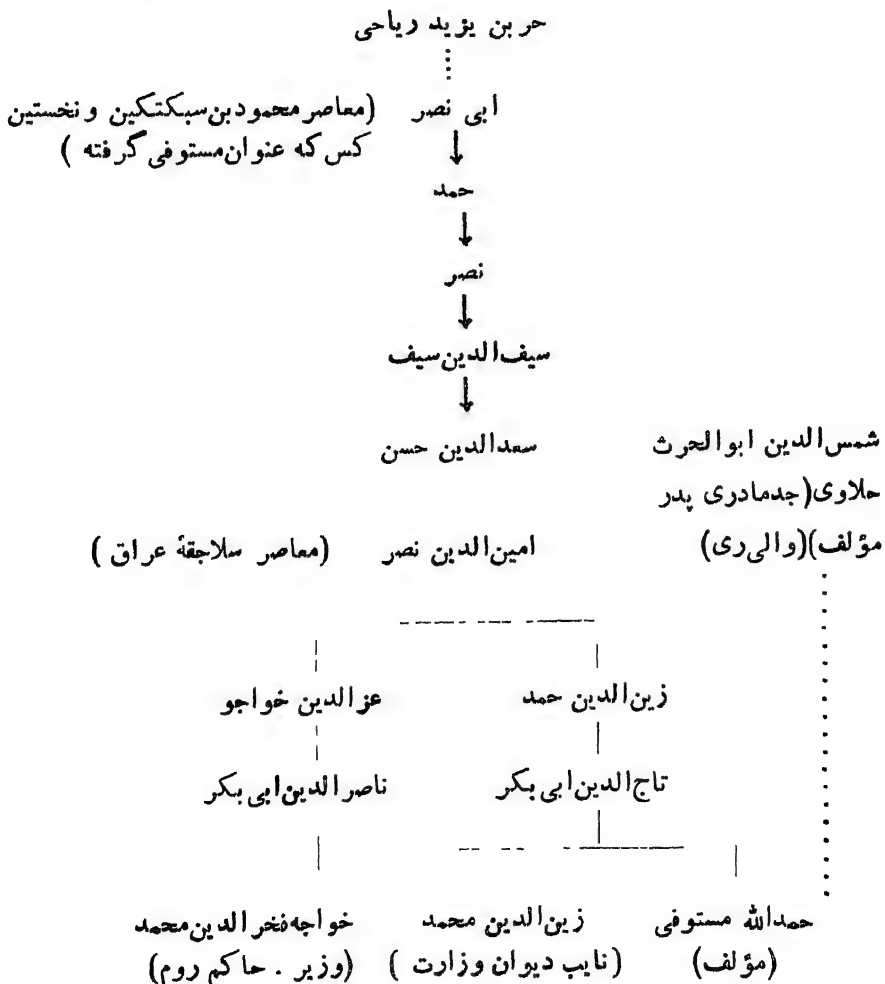 حر بن یزید ریاحی
ابی نصر (معاصر محمود بن سبکتکین و نخستین
کس که عنوان مستوفی گرفته )
حمد
نصر
سیف‌الدین سیف
شمس‌الدین ابوالحرث سعدالدین حسن
حلاوی (جدمادری پدر
مؤلف)(والی ری) امین‌الدین نصر (معاصر سلاجقهٔ عراق )
زین‌الدین حمد عزالدین خواجو
تاج‌الدین ابی بکر ناصرالدین ابی بکر
حمدالله مستوفی زین‌الدین محمد خواجه فخرالدین محمد
(مؤلف) (نایب دیوان وزارت ) (وزیر . حاکم روم)